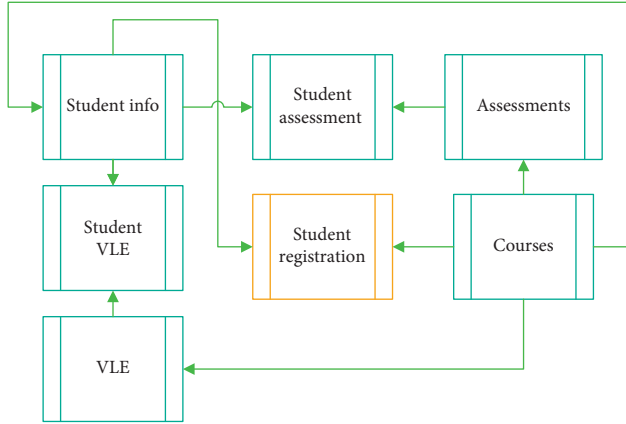 Student info
Student
assessment
Assessments
Student
VLE
Student
registration
Courses
VLE